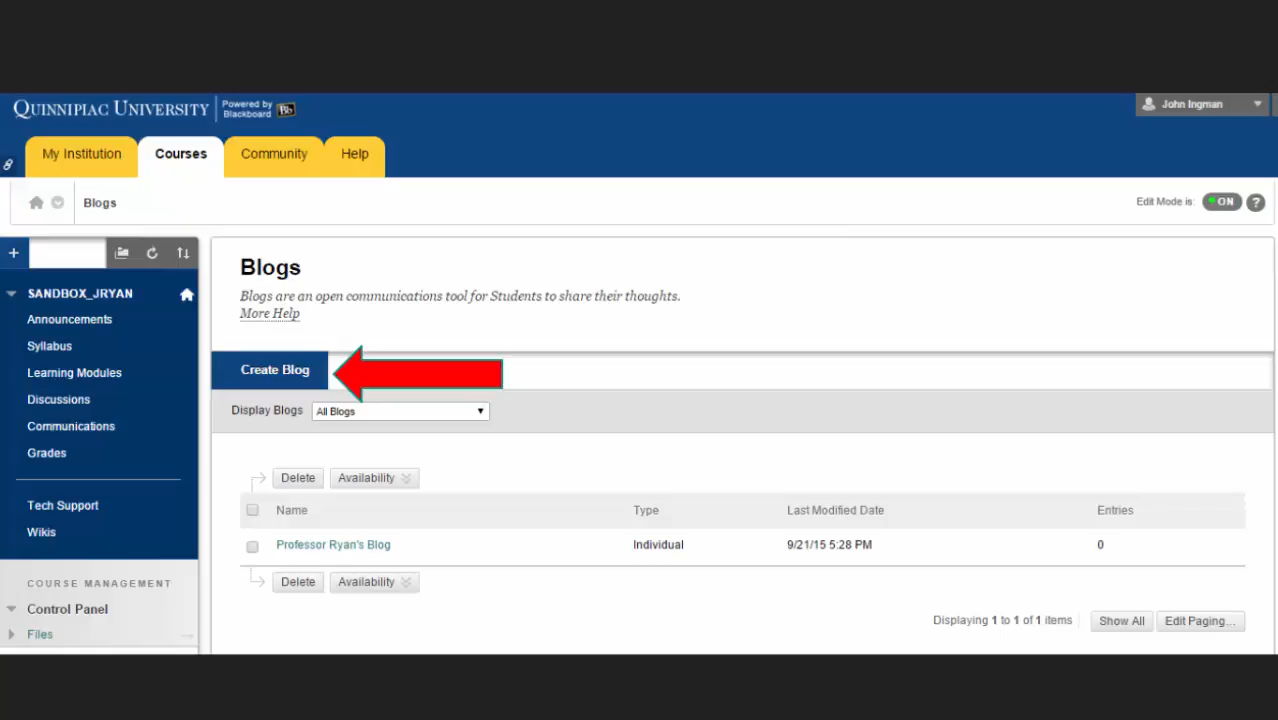 QUINNIPIAC UNIVERSITY
Powered by
Blackboard
Bb
John Ingman
My Institution
Courses
Community
Help
Blogs
Edit Mode is:
ON
?
+
SANDBOX_JRYAN
Announcements
Syllabus
Learning Modules
Discussions
Communications
Grades
Tech Support
Wikis
COURSE MANAGEMENT
Control Panel
Files
Blogs
Blogs are an open communications tool for Students to share their thoughts.
More Help
Create Blog
Display Blogs All Blogs
Delete Availability
Name Type Last Modified Date Entries
Professor Ryan's Blog Individual 9/21/15 5:28 PM 0
Delete Availability
Displaying 1 to 1 of 1 items Show All Edit Paging...